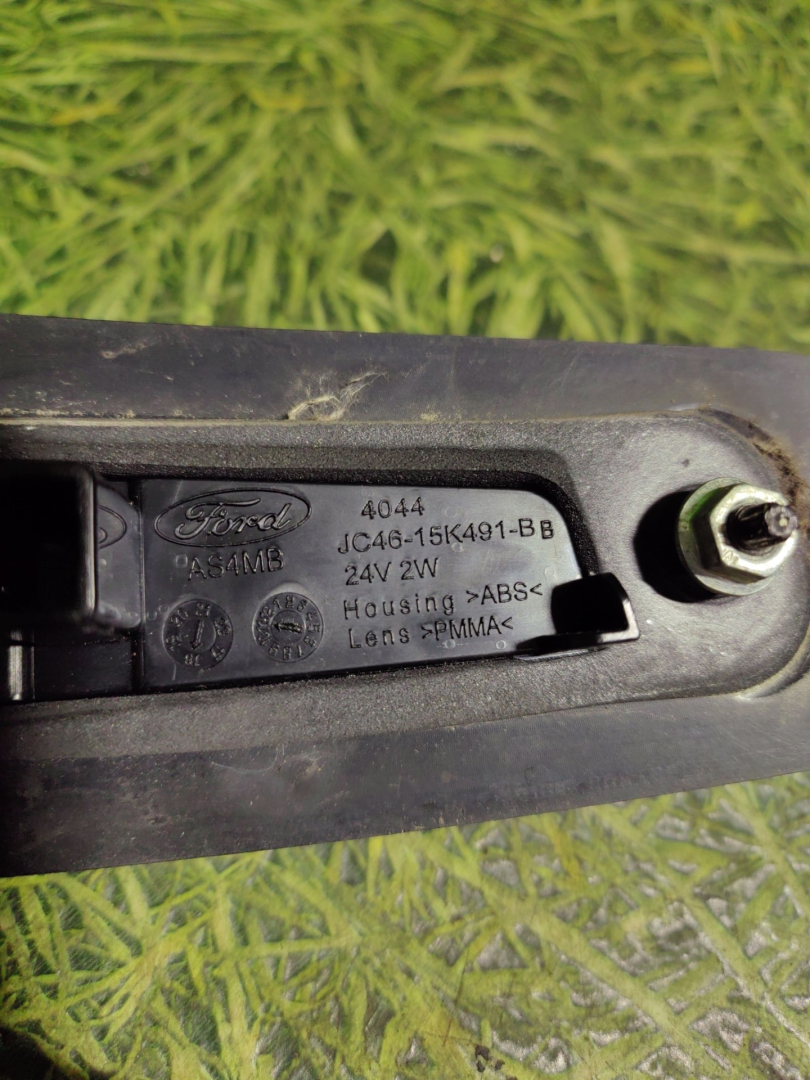 Ford
AS4MB
4044
JC46-15K491-BB
24V 2W
Housing >ABS<
Lens >PMMA<